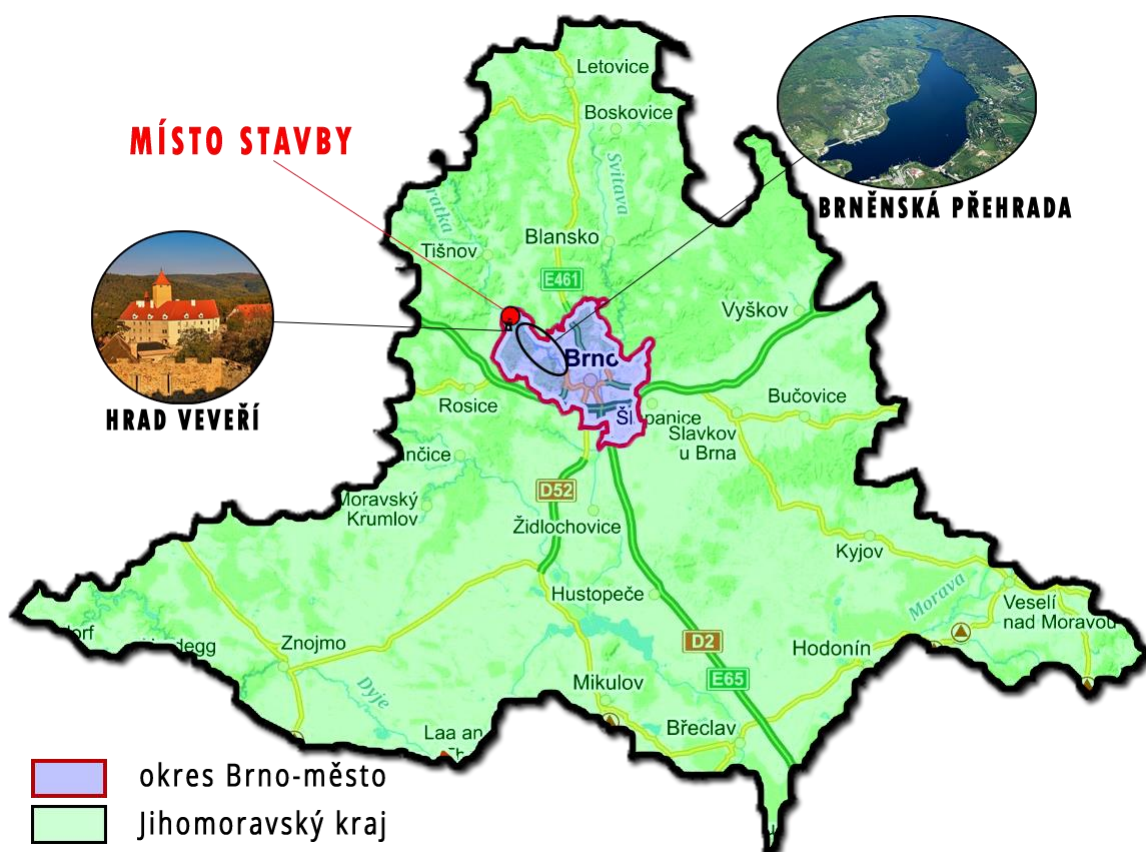 Letovice
Boskovice
MÍSTO STAVBY
Svitava
BRNĚNSKÁ PŘEHRADA
Tišnov
Blansko
E461
Vyškov
Brno
HRAD VEVEŘÍ
Rosice
Bučovice
Slavkov
u Brna
D52
Krumlov
Židlochovice
Kyjov
Hustopeče
Morava
Veselí
nad Moravou
Znojmo
D2
Hodonín
Dyje
E65
Mikulov
Laa an
Břeclav
okres Brno-město
Jihomoravský kraj